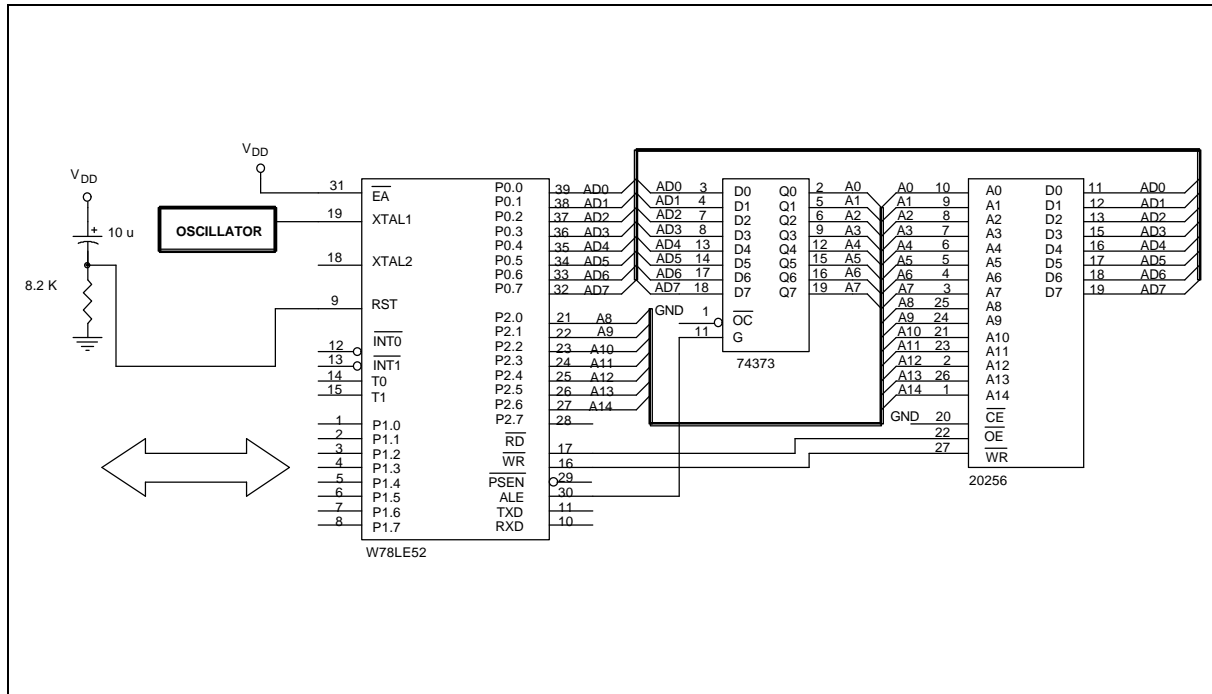 VDD
10 u
8.2 K
VDD
OSCILLATOR
31 EA P0.0 39 AD0
19 XTAL1 P0.1 38 AD1
P0.2 37 AD2
P0.3 36 AD3
P0.4 35 AD4
18 XTAL2 P0.5 34 AD5
P0.6 33 AD6
P0.7 32 AD7
9 RST
P2.0 21 A8
P2.1 22 A9
12 INT0 P2.2 23 A10
13 INT1 P2.3 24 A11
14 T0 P2.4 25 A12
15 T1 P2.5 26 A13
P2.6 27 A14
P2.7 28
1 P1.0
2 P1.1 RD 17
3 P1.2 WR 16
4 P1.3
5 P1.4 PSEN 29
6 P1.5 ALE 30
7 P1.6 TXD 11
8 P1.7 RXD 10
W78LE52
AD0 3 D0 Q0 2 A0
AD1 4 D1 Q1 5 A1
AD2 7 D2 Q2 6 A2
AD3 8 D3 Q3 9 A3
AD4 13 D4 Q4 12 A4
AD5 14 D5 Q5 15 A5
AD6 17 D6 Q6 16 A6
AD7 18 D7 Q7 19 A7
GND 1 OC
11 G
74373
A0 10 A0 D0 11 AD0
A1 9 A1 D1 12 AD1
A2 8 A2 D2 13 AD2
A3 7 A3 D3 15 AD3
A4 6 A4 D4 16 AD4
A5 5 A5 D5 17 AD5
A6 4 A6 D6 18 AD6
A7 3 A7 D7 19 AD7
A8 25 A8
A9 24 A9
A10 21 A10
A11 23 A11
A12 2 A12
A13 26 A13
A14 1 A14
GND 20 CE
22 OE
27 WR
20256